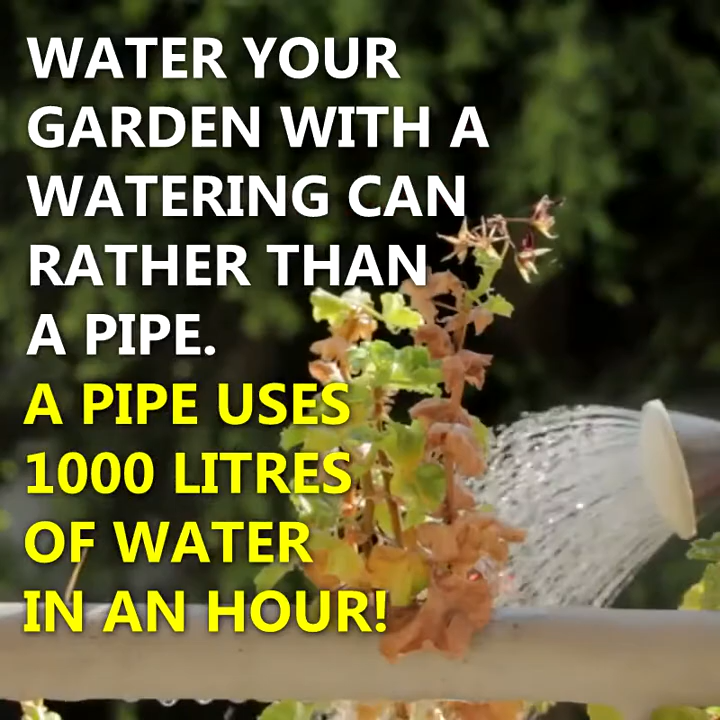 WATER YOUR
GARDEN WITH A
WATERING CAN
RATHER THAN
A PIPE.
A PIPE USES
1000 LITRES
OF WATER
IN AN HOUR!